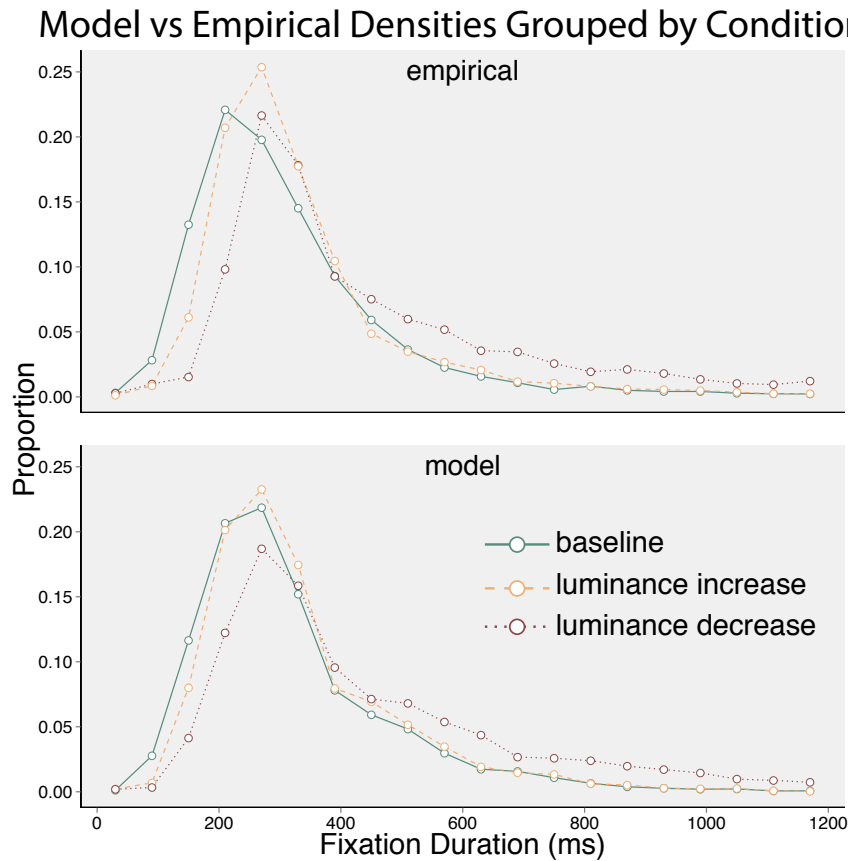 Model vs Empirical Densities Grouped by Condition
empirical
0.25
0.20
0.15
0.10
0.05
0.00
Proportion
model
0.25
0.20
0.15
0.10
0.05
0.00
baseline
luminance increase
luminance decrease
0 200 400 600 800 1000 1200
Fixation Duration (ms)